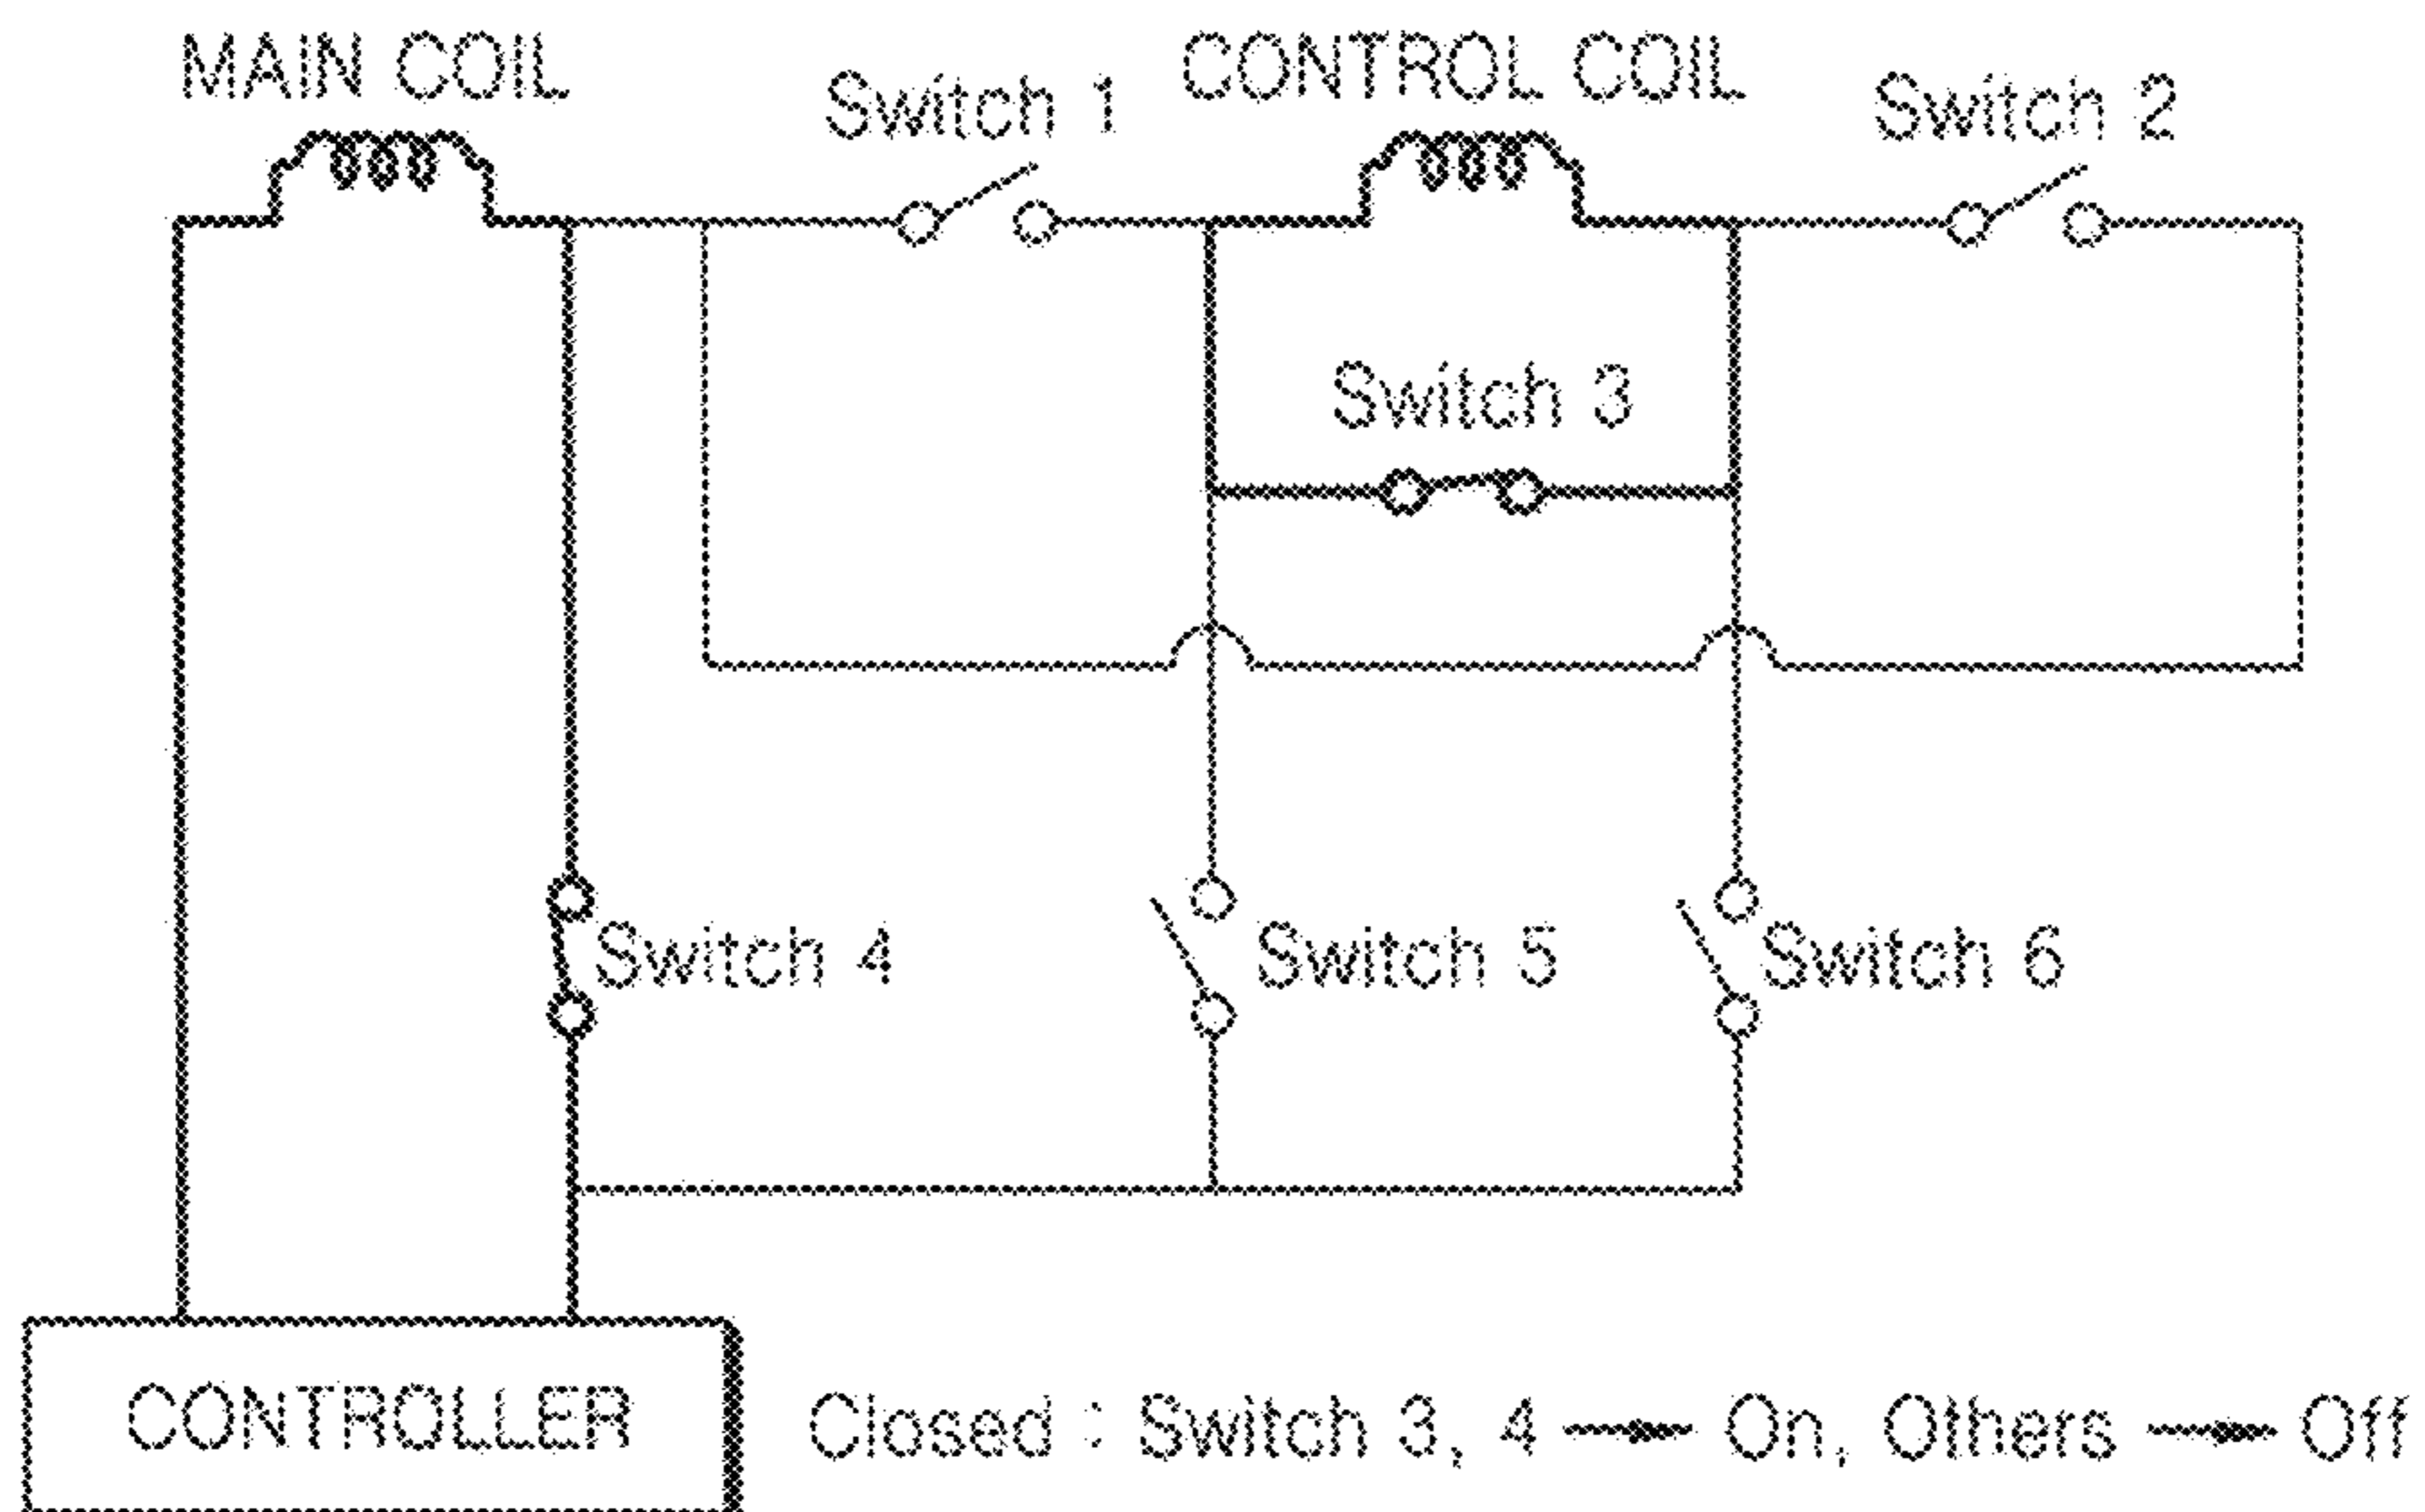 MAIN COIL
Switch 1
CONTROL COIL
Switch 2
Switch 3
Switch 4
Switch 5
Switch 6
CONTROLLER
Closed : Switch 3, 4 → On, Others → Off